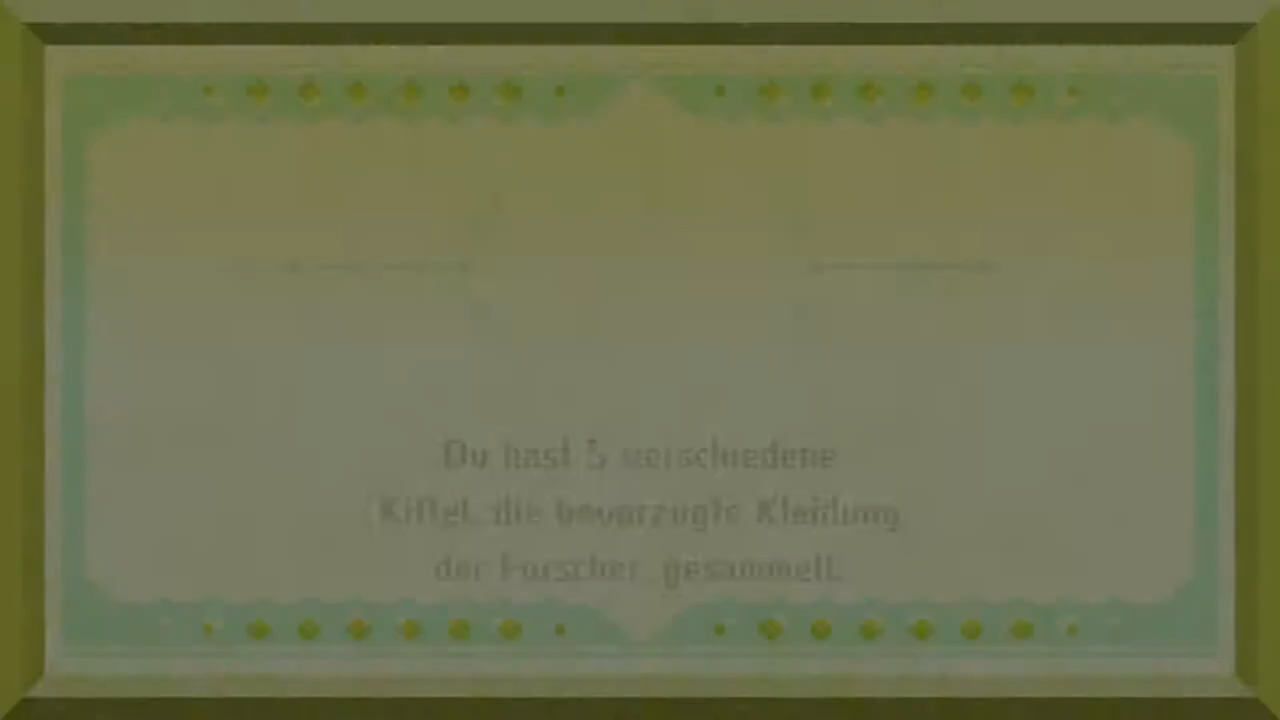 Du hast 5 verschiedene
Kittel, die bevorzugte Kleidung
der Forscher, gesammelt.